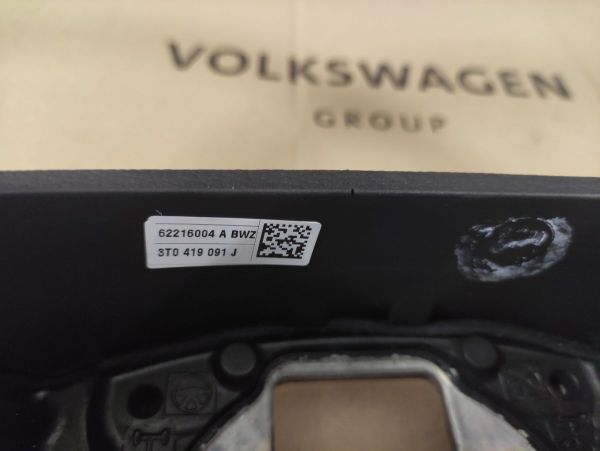 VOLKSWAGEN
GROUP
62216004 A BWZ
3T0 419 091 J